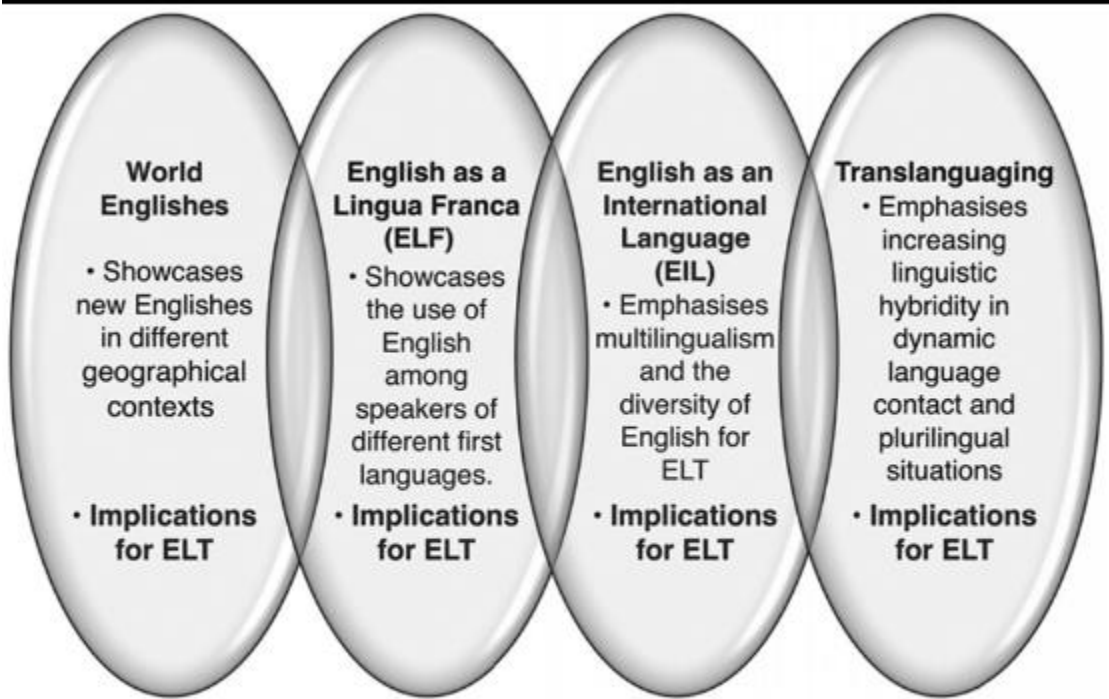 World
Englishes
• Showcases
new Englishes
in different
geographical
contexts
• Implications
for ELT
English as a
Lingua Franca
(ELF)
• Showcases
the use of
English
among
speakers of
different first
languages.
• Implications
for ELT
English as an
International
Language
(EIL)
• Emphasises
multilingualism
and the
diversity of
English for
ELT
• Implications
for ELT
Translanguaging
• Emphasises
increasing
linguistic
hybridity in
dynamic
language
contact and
plurilingual
situations
• Implications
for ELT